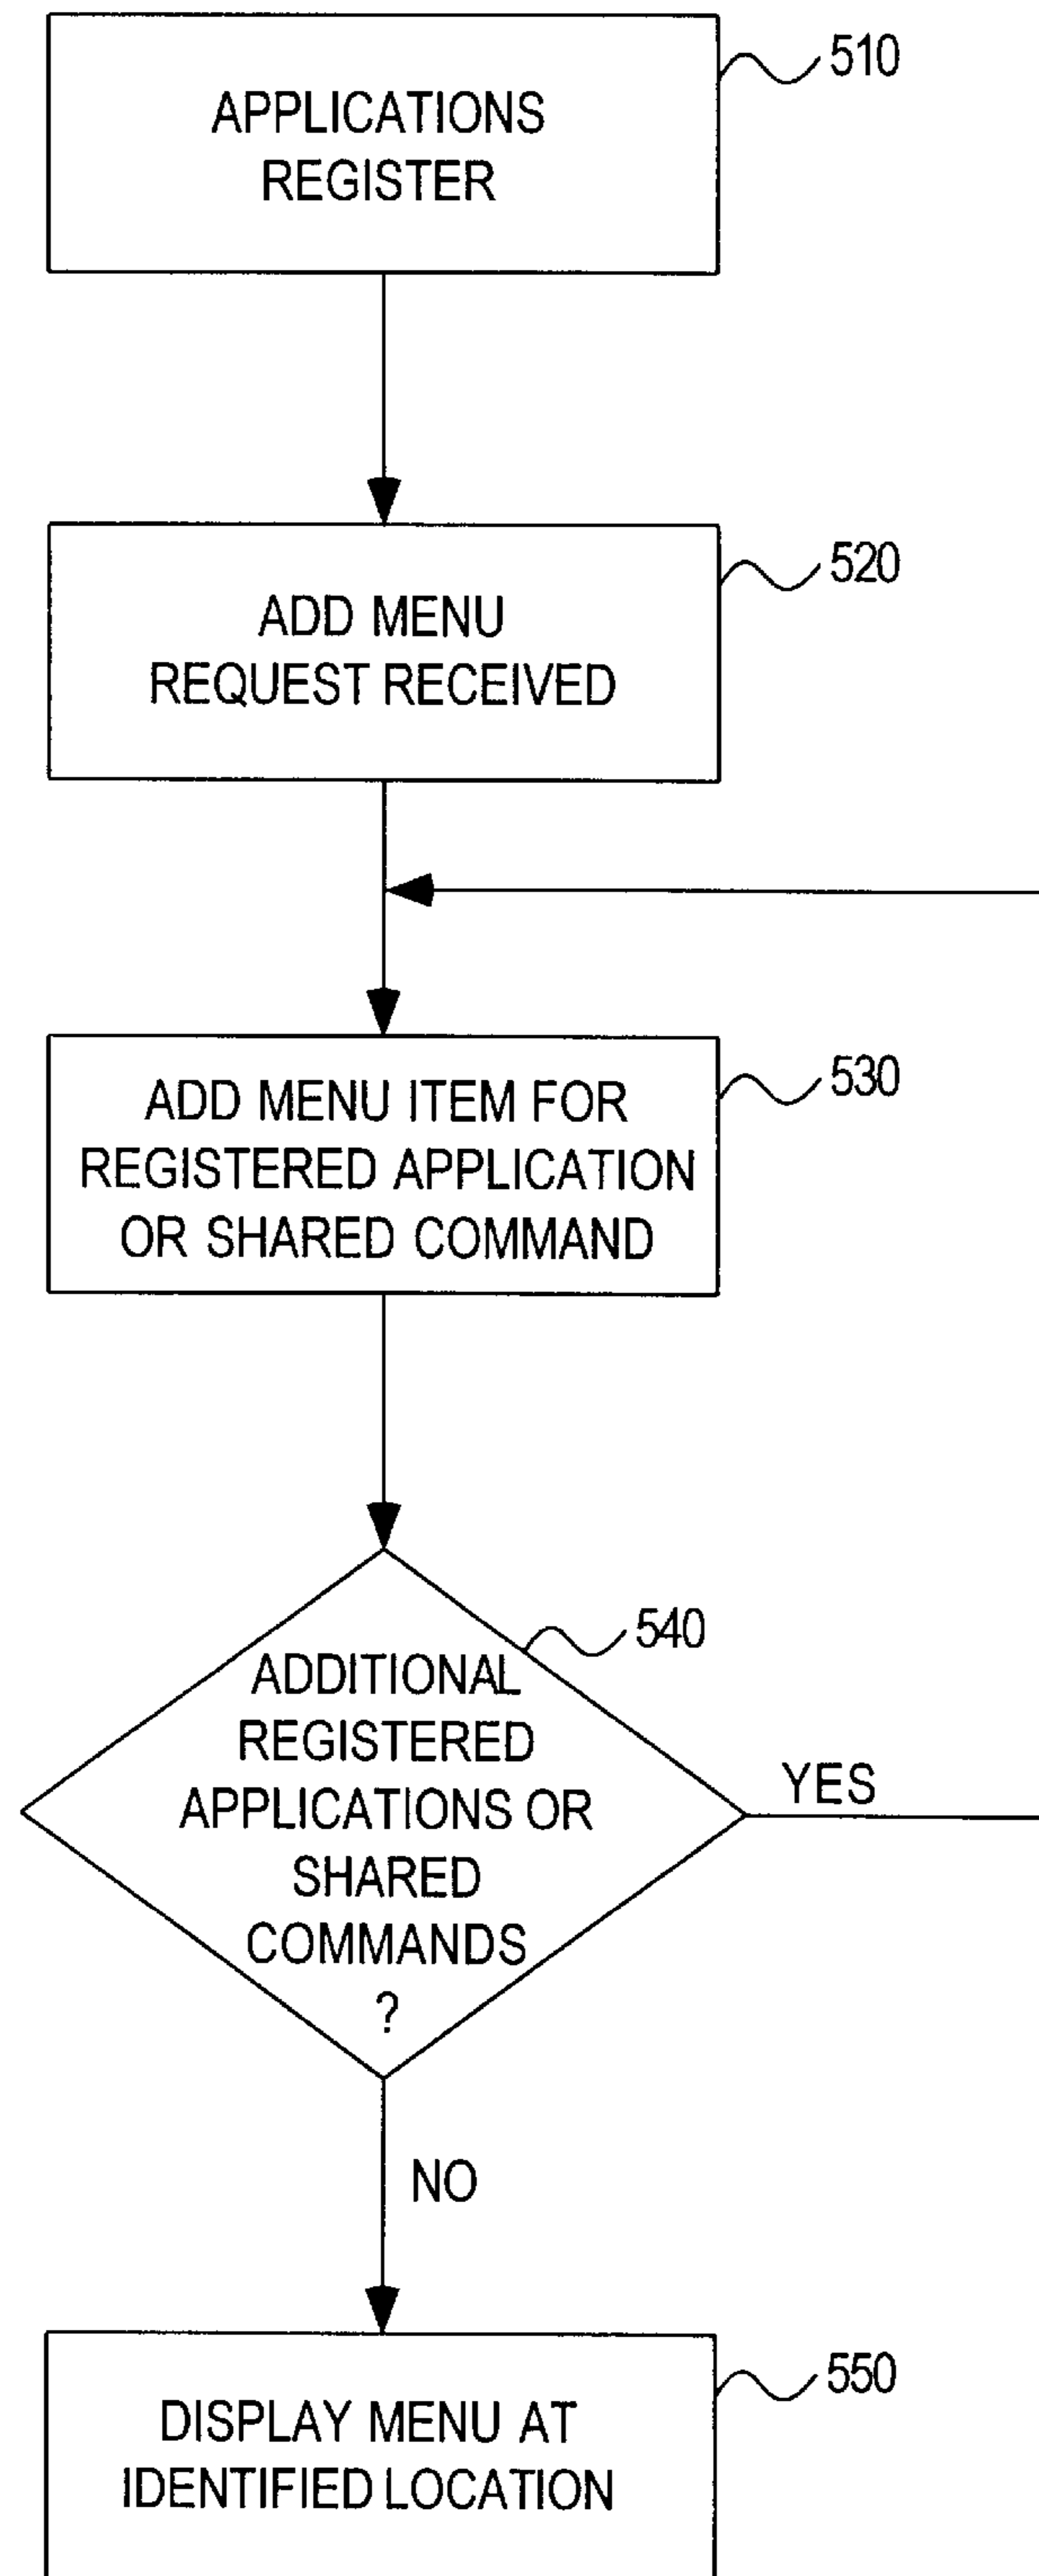 APPLICATIONS
REGISTER
510
ADD MENU
REQUEST RECEIVED
520
ADD MENU ITEM FOR
REGISTERED APPLICATION
OR SHARED COMMAND
530
540
ADDITIONAL
REGISTERED
APPLICATIONS OR
SHARED
COMMANDS
?
YES
NO
DISPLAY MENU AT
IDENTIFIED LOCATION
550